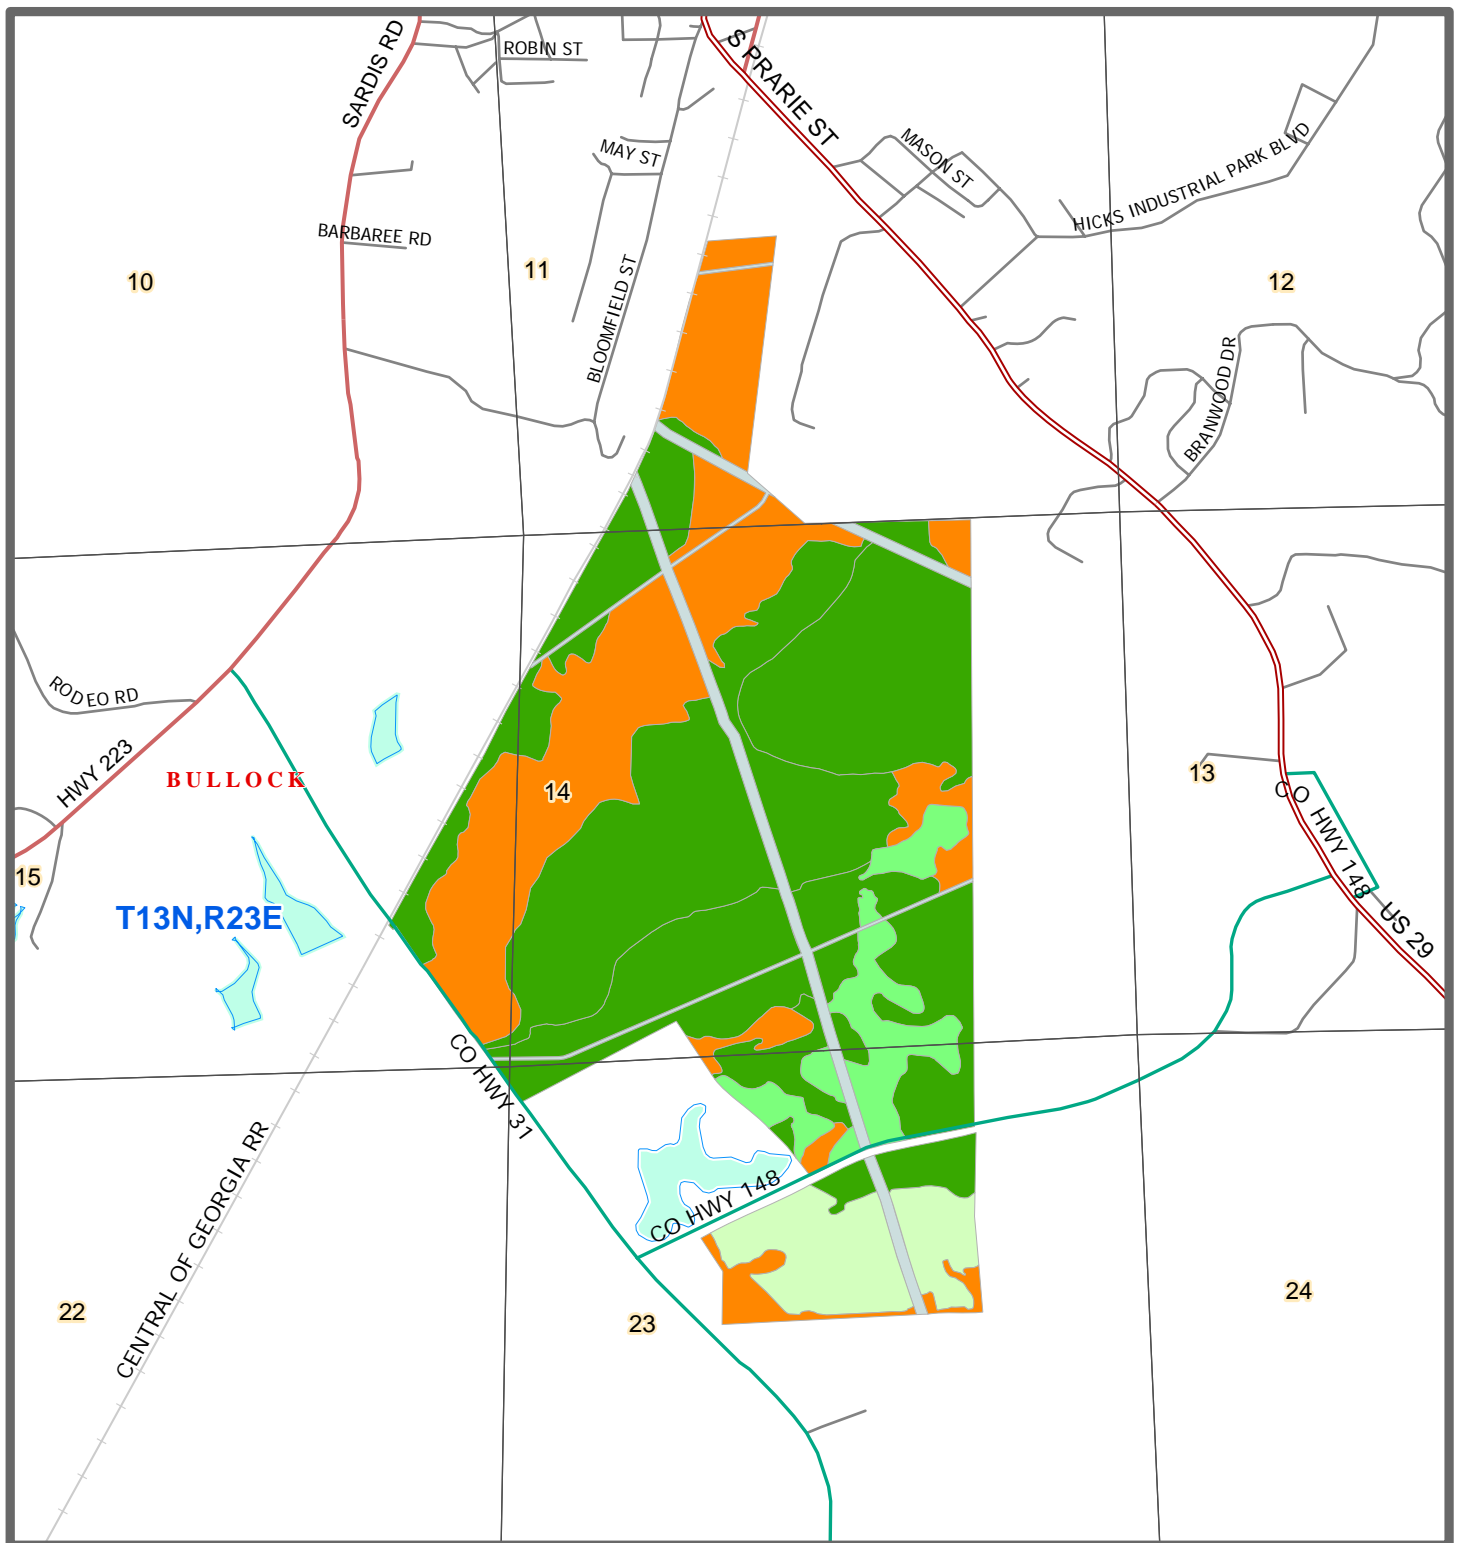 SARDIS RD
ROBIN ST
S PRARIE ST
MAY ST
MASON ST
HICKS INDUSTRIAL PARK BLVD
BARBAREE RD
10
11
12
BLOOMFIELD ST
BRANWOOD DR
RODEO RD
HWY 223
BULLOCK
14
13
CO HWY 148
15
T13N,R23E
US 29
CO HWY 31
CENTRAL OF GEORGIA RR
CO HWY 148
22
23
24